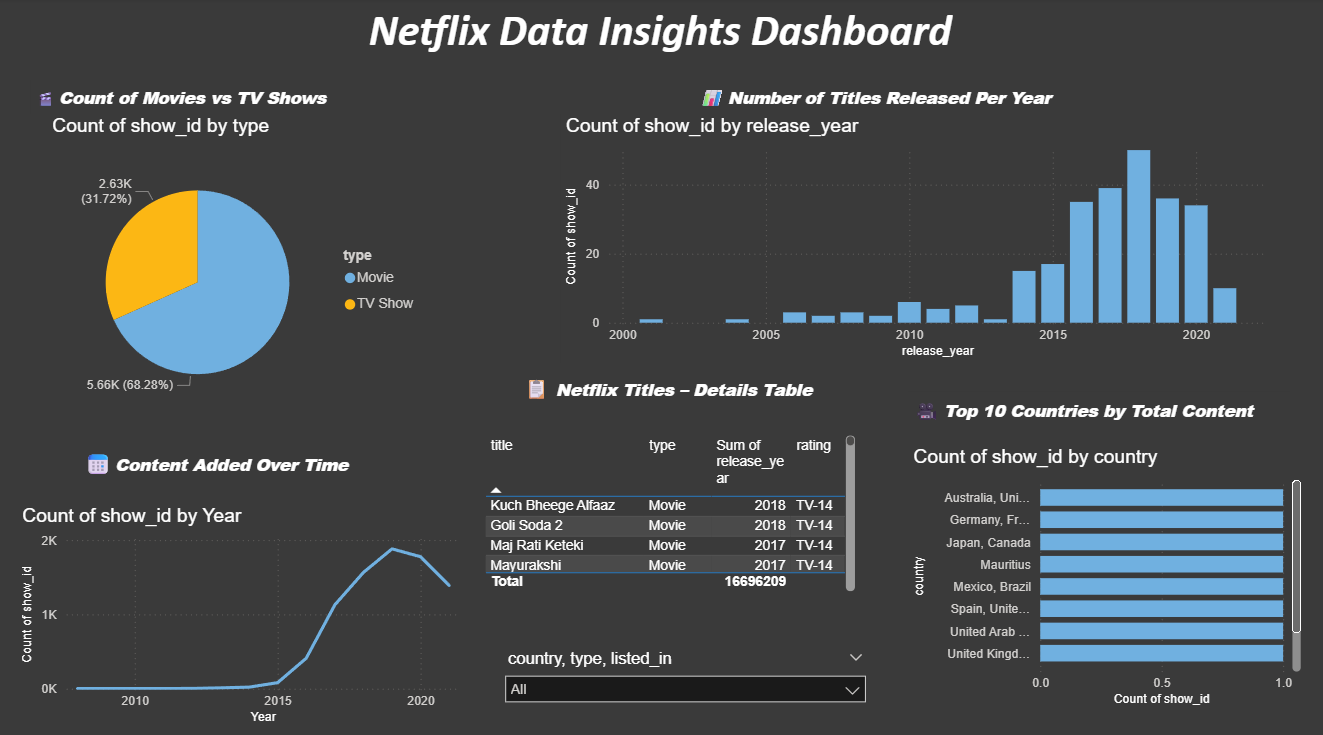 Netflix Data Insights Dashboard
Count of Movies vs TV Shows
Count of show_id by type
2.63K
(31.72%)
5.66K (68.28%)
type
Movie
TV Show
Number of Titles Released Per Year
Count of show_id by release_year
Count of show_id
40
20
0
2000
2005
2010
2015
2020
release_year
Content Added Over Time
Count of show_id by Year
Count of show_id
2K
1K
0K
2010
2015
2020
Year
Netflix Titles – Details Table
title type Sum of release_ye ar rating
Kuch Bheege Alfaaz Movie 2018 TV-14
Goli Soda 2 Movie 2018 TV-14
Maj Rati Keteki Movie 2017 TV-14
Mayurakshi Movie 2017 TV-14
Total 16696209
country, type, listed_in
All
Top 10 Countries by Total Content
Count of show_id by country
country
Australia, Uni...
Germany, Fr...
Japan, Canada
Mauritius
Mexico, Brazil
Spain, Unite...
United Arab ...
United Kingd...
0.0
0.5
1.0
Count of show_id